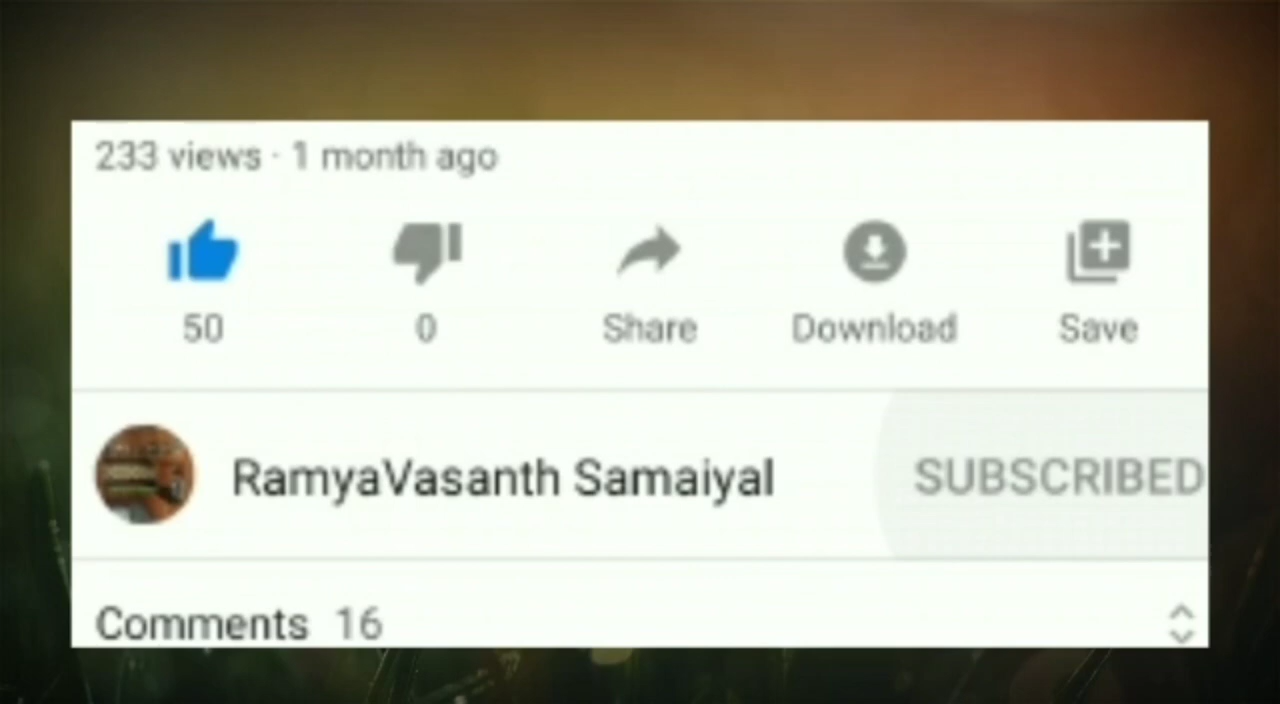 233 views · 1 month ago
50 0 Share Download Save
RamyaVasanth Samaiyal SUBSCRIBED
Comments 16